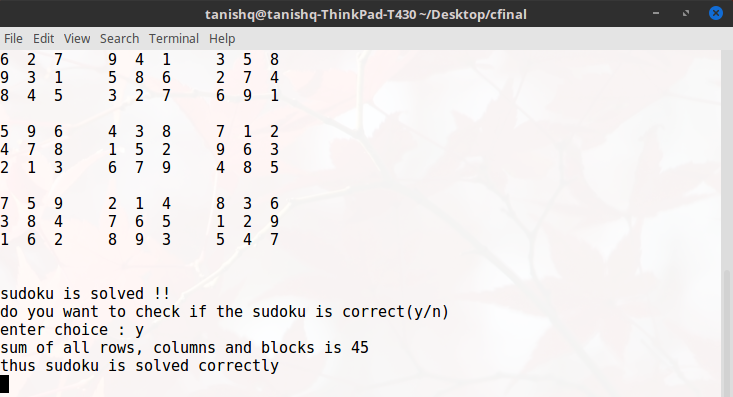 tanishq@tanishq-ThinkPad-T430 ~/Desktop/cfinal
File Edit View Search Terminal Help
6 2 7 9 4 1 3 5 8
9 3 1 5 8 6 2 7 4
8 4 5 3 2 7 6 9 1
5 9 6 4 3 8 7 1 2
4 7 8 1 5 2 9 6 3
2 1 3 6 7 9 4 8 5
7 5 9 2 1 4 8 3 6
3 8 4 7 6 5 1 2 9
1 6 2 8 9 3 5 4 7
sudoku is solved !!
do you want to check if the sudoku is correct(y/n)
enter choice : y
sum of all rows, columns and blocks is 45
thus sudoku is solved correctly